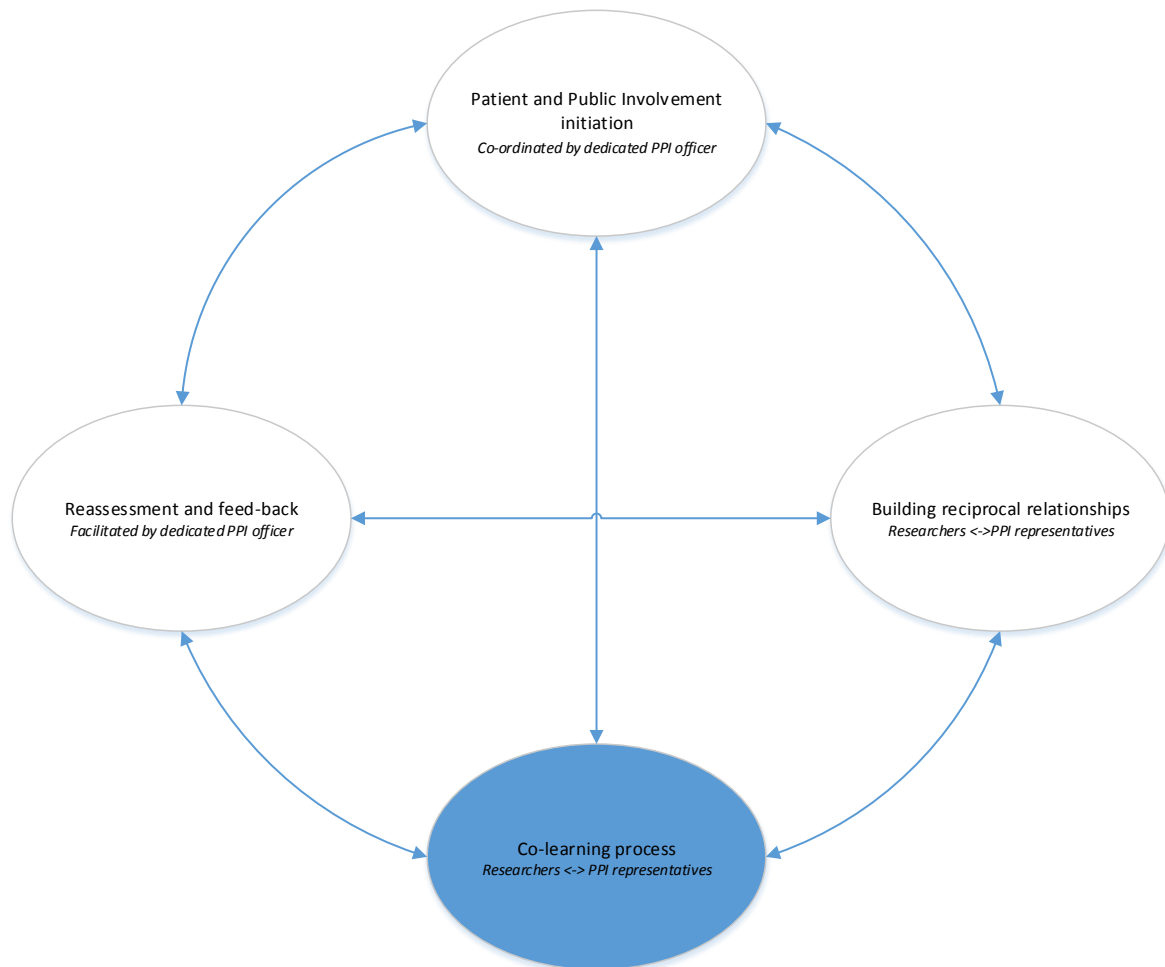 Patient and Public Involvement
initiation
Co-ordinated by dedicated PPI officer
Reassessment and feed-back
Facilitated by dedicated PPI officer
Building reciprocal relationships
Researchers <->PPI representatives
Co-learning process
Researchers <-> PPI representatives